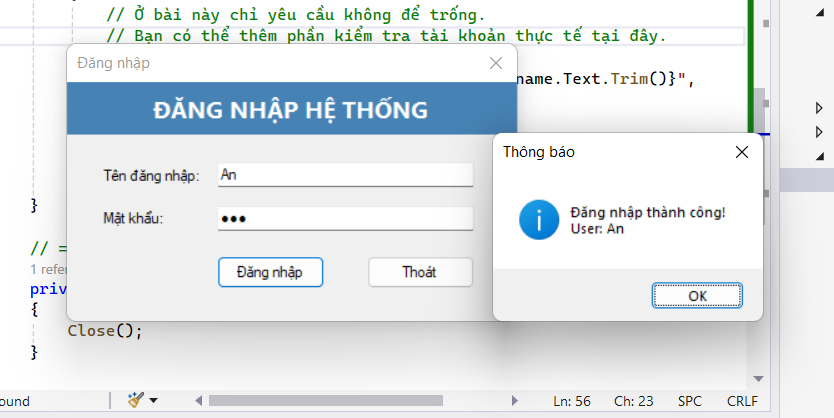 // Ở bài này chỉ yêu cầu không để trống.
// Bạn có thể thêm phần kiểm tra tài khoản thực tế tại đây.
Đăng nhập
name.Text.Trim()}",
ĐĂNG NHẬP HỆ THỐNG
Thông báo
Tên đăng nhập: An
Đăng nhập thành công!
User: An
Mật khẩu: ●●●
}
// =
1 refe
Đăng nhập
Thoát
OK
priv
{
Close();
}
ound
Ln: 56
Ch: 23
SPC
CRLF